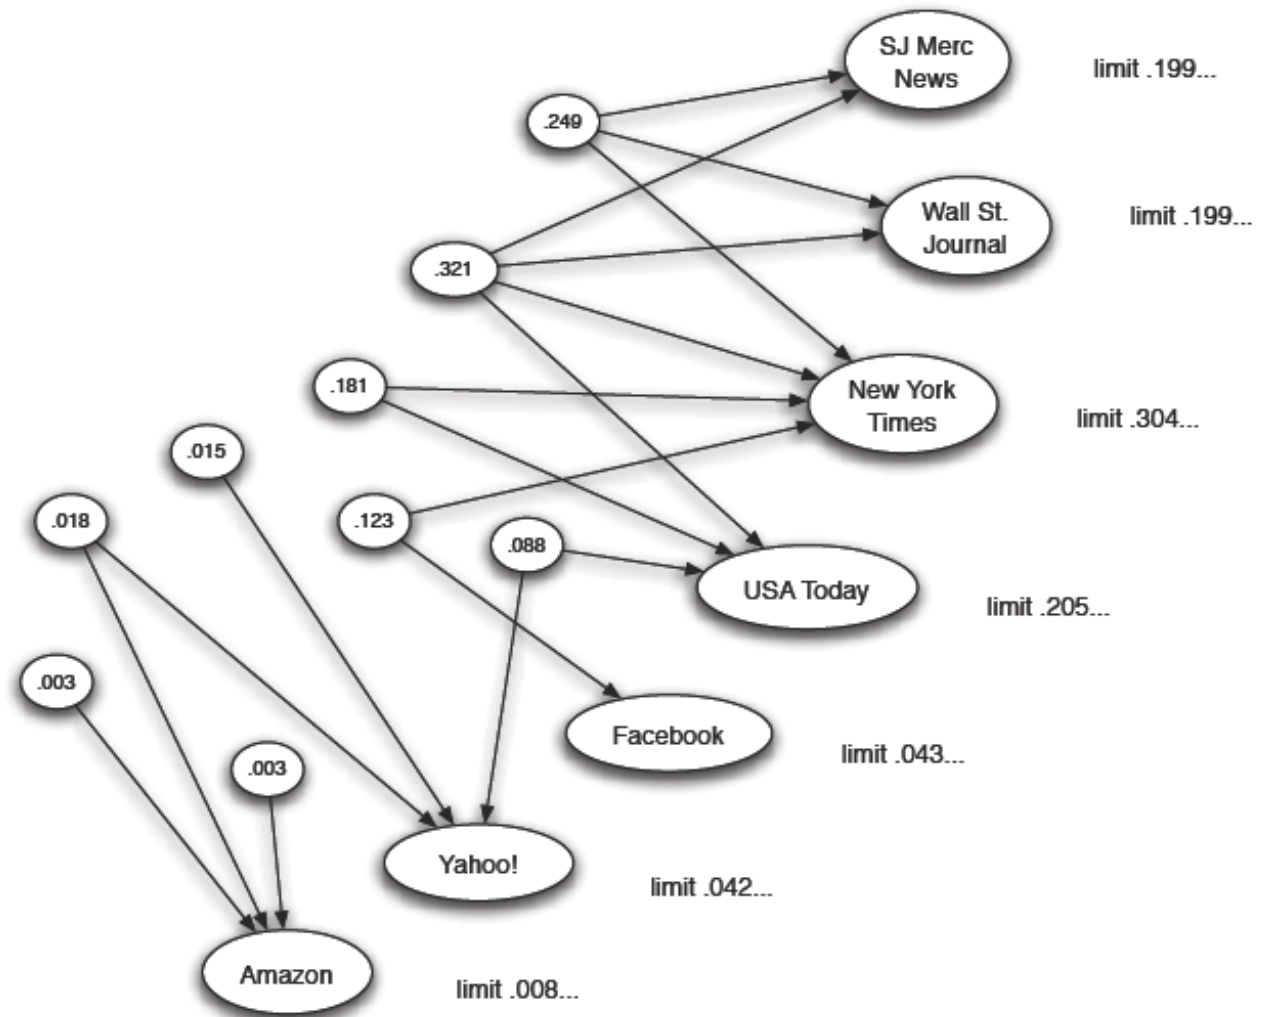 SJ Merc
News
limit .199...
.249
Wall St.
Journal
limit .199...
.321
New York
Times
limit .304...
.181
.015
.018
.123
.088
USA Today
limit .205...
.003
Facebook
limit .043...
.003
Yahoo!
limit .042...
Amazon
limit .008...